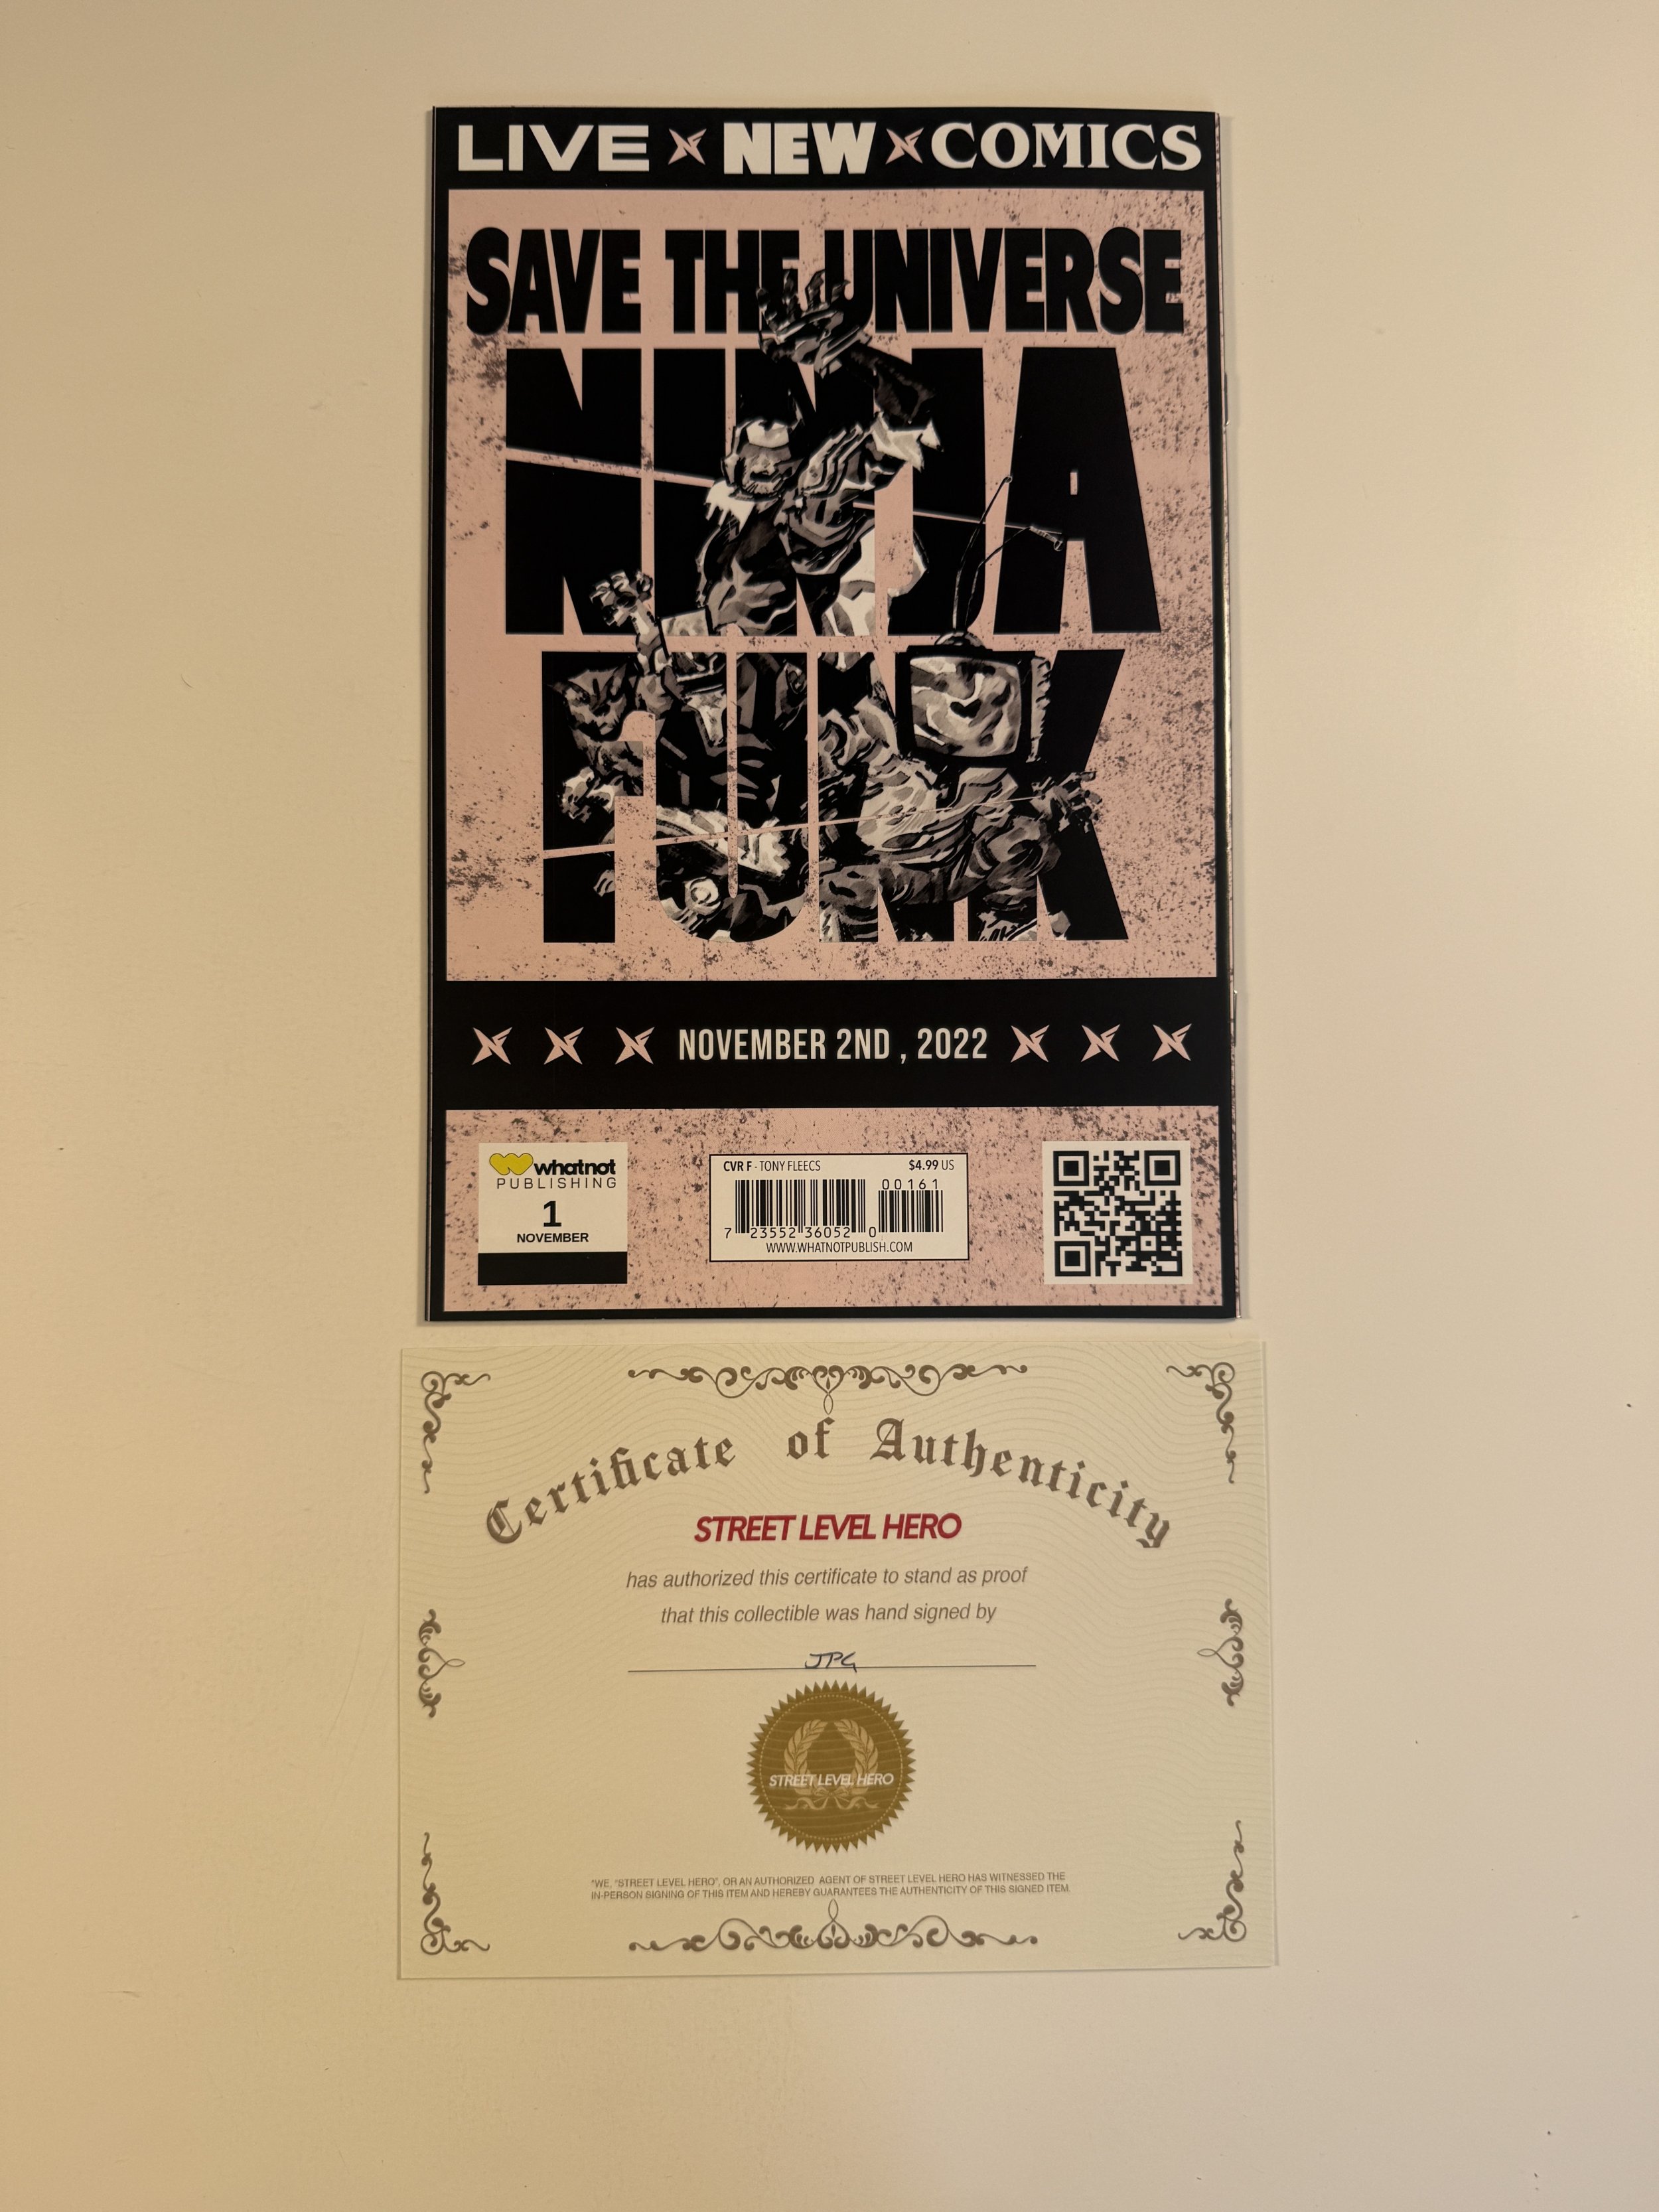 LIVE NEW COMICS
SAVE THE UNIVERSE
NINJA
FUNK
NOVEMBER 2ND , 2022
whatnot
PUBLISHING
1
NOVEMBER
CVR F - TONY FLEECS $4.99 US
00161
7 23552 36052 0
WWW.WHATNOTPUBLISH.COM
Certificate of Authenticity
STREET LEVEL HERO
has authorized this certificate to stand as proof
that this collectible was hand signed by
JPG
STREET LEVEL HERO
"WE, "STREET LEVEL HERO", OR AN AUTHORIZED AGENT OF STREET LEVEL HERO HAS WITNESSED THE
IN-PERSON SIGNING OF THIS ITEM AND HEREBY GUARANTEES THE AUTHENTICITY OF THIS SIGNED ITEM.